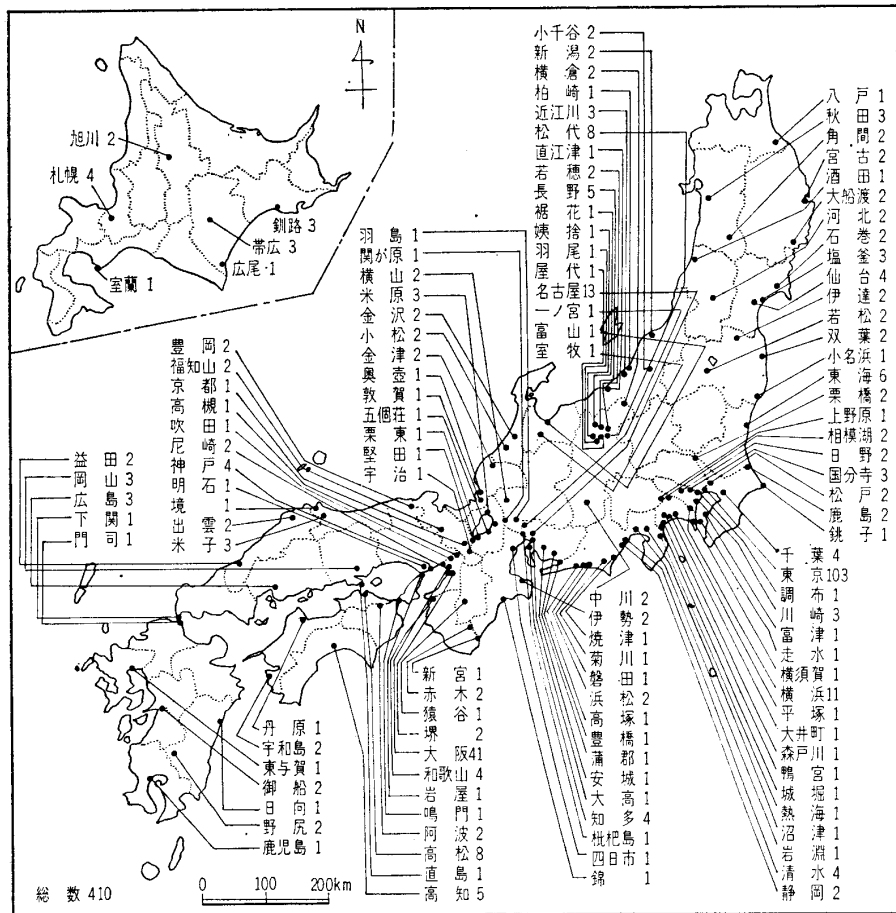 N
旭川 2
札幌 4
釧路 3
帯広 3
広尾 1
室蘭 1
小千谷 2
新潟 2
横倉 2
柏崎 1
近江川 3
松代 8
直江津 1
若穂 2
長野 5
裾花 1
姨捨 1
羽尾 1
屋代 1
名古屋 13
一ノ宮 1
富山 1
室牧 1
八戸 1
秋田 3
角間 2
宮古 2
酒田 1
大船渡 2
河北 2
石巻 2
塩釜 3
仙台 4
伊達 2
若松 2
双葉 2
小名浜 1
東海 6
栗橋 2
上野原 1
相模湖 2
日野 2
国分寺 3
松戸 2
鹿島 2
銚子 1
羽島 1
関が原 1
横山 2
米原 3
金沢 2
小松 2
金津 2
奥壺 1
敦賀 1
五個荘 1
栗東 1
堅田 1
宇治 1
豊岡 2
福知山 2
京都 1
高槻 1
吹田 1
尼崎 2
神戸 4
明石 1
境 1
出雲 2
米子 3
益田 2
岡山 3
広島 3
下関 1
門司 1
千葉 4
東京 103
調布 1
川崎 3
富津 1
走水 1
横須賀 1
横浜 11
平塚 1
大井町 1
森戸川 1
鴨宮 1
城堀 1
熱海 1
沼津 1
岩淵 1
清水 4
静岡 2
中川 2
伊勢 2
焼津 1
菊川 1
磐田 1
浜松 2
高塚 1
豊橋 1
蒲郡 1
安城 1
大高 1
知多 4
枇杷島 1
四日市 1
錦 1
新宮 1
赤木 2
猿谷 1
堺 2
大阪 41
和歌山 4
岩屋 1
鳴門 1
阿波 2
高松 8
直島 1
高知 5
丹原 1
宇和島 2
東与賀 1
御船 2
日向 1
野尻 2
鹿児島 1
総数 410
0 100 200km